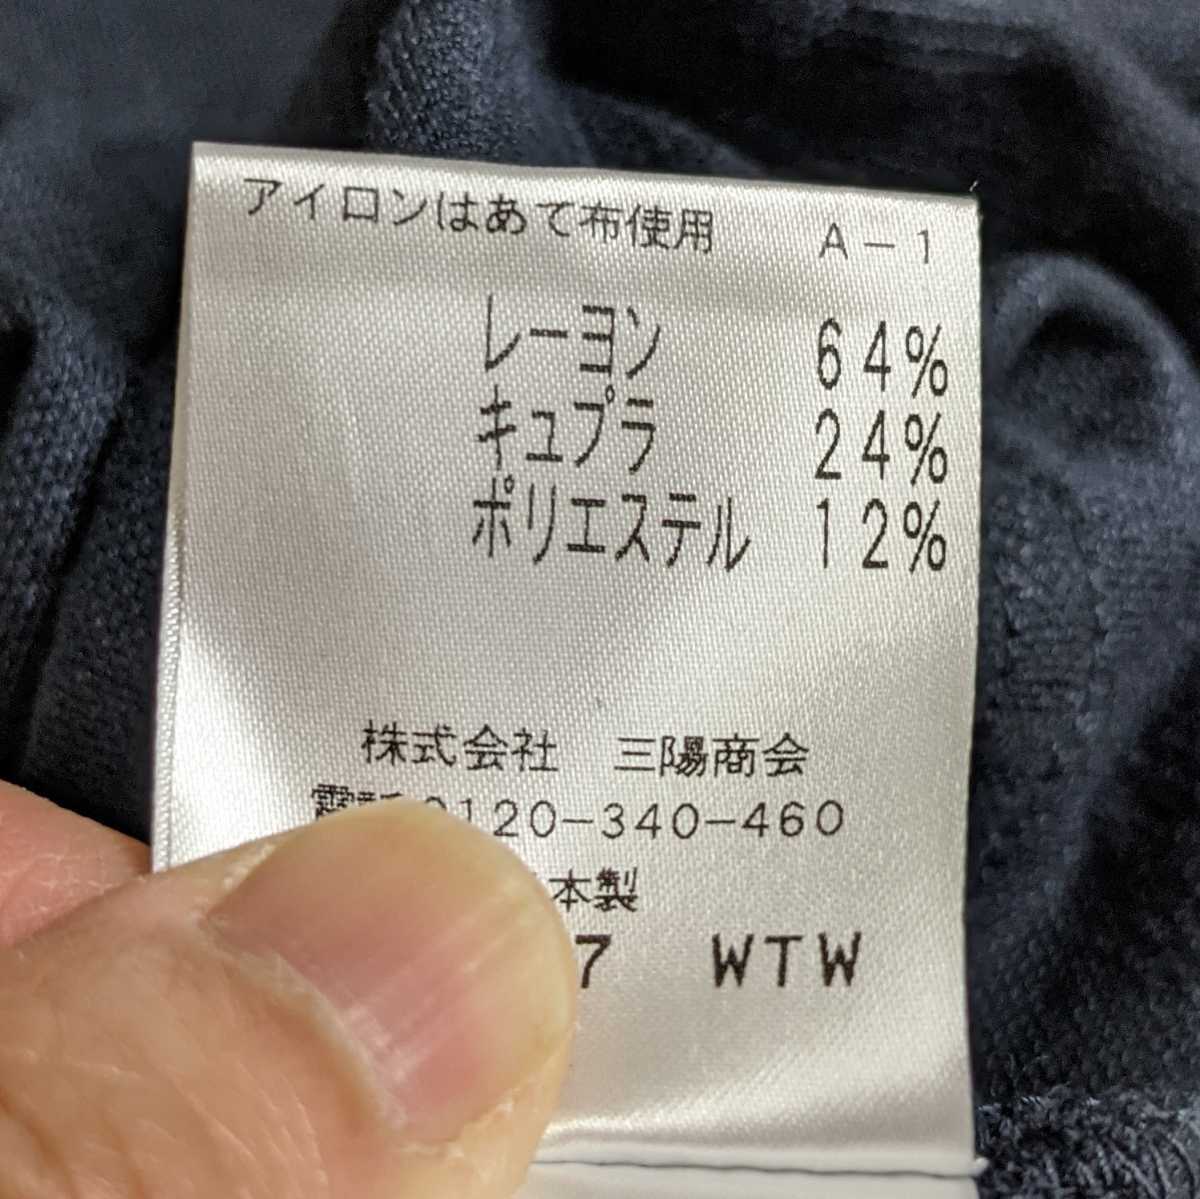 アイロンはあて布使用 A-1
レーヨン 64%
キュプラ 24%
ポリエステル 12%
株式会社 三陽商会
0120-340-460
本製
7 WTW